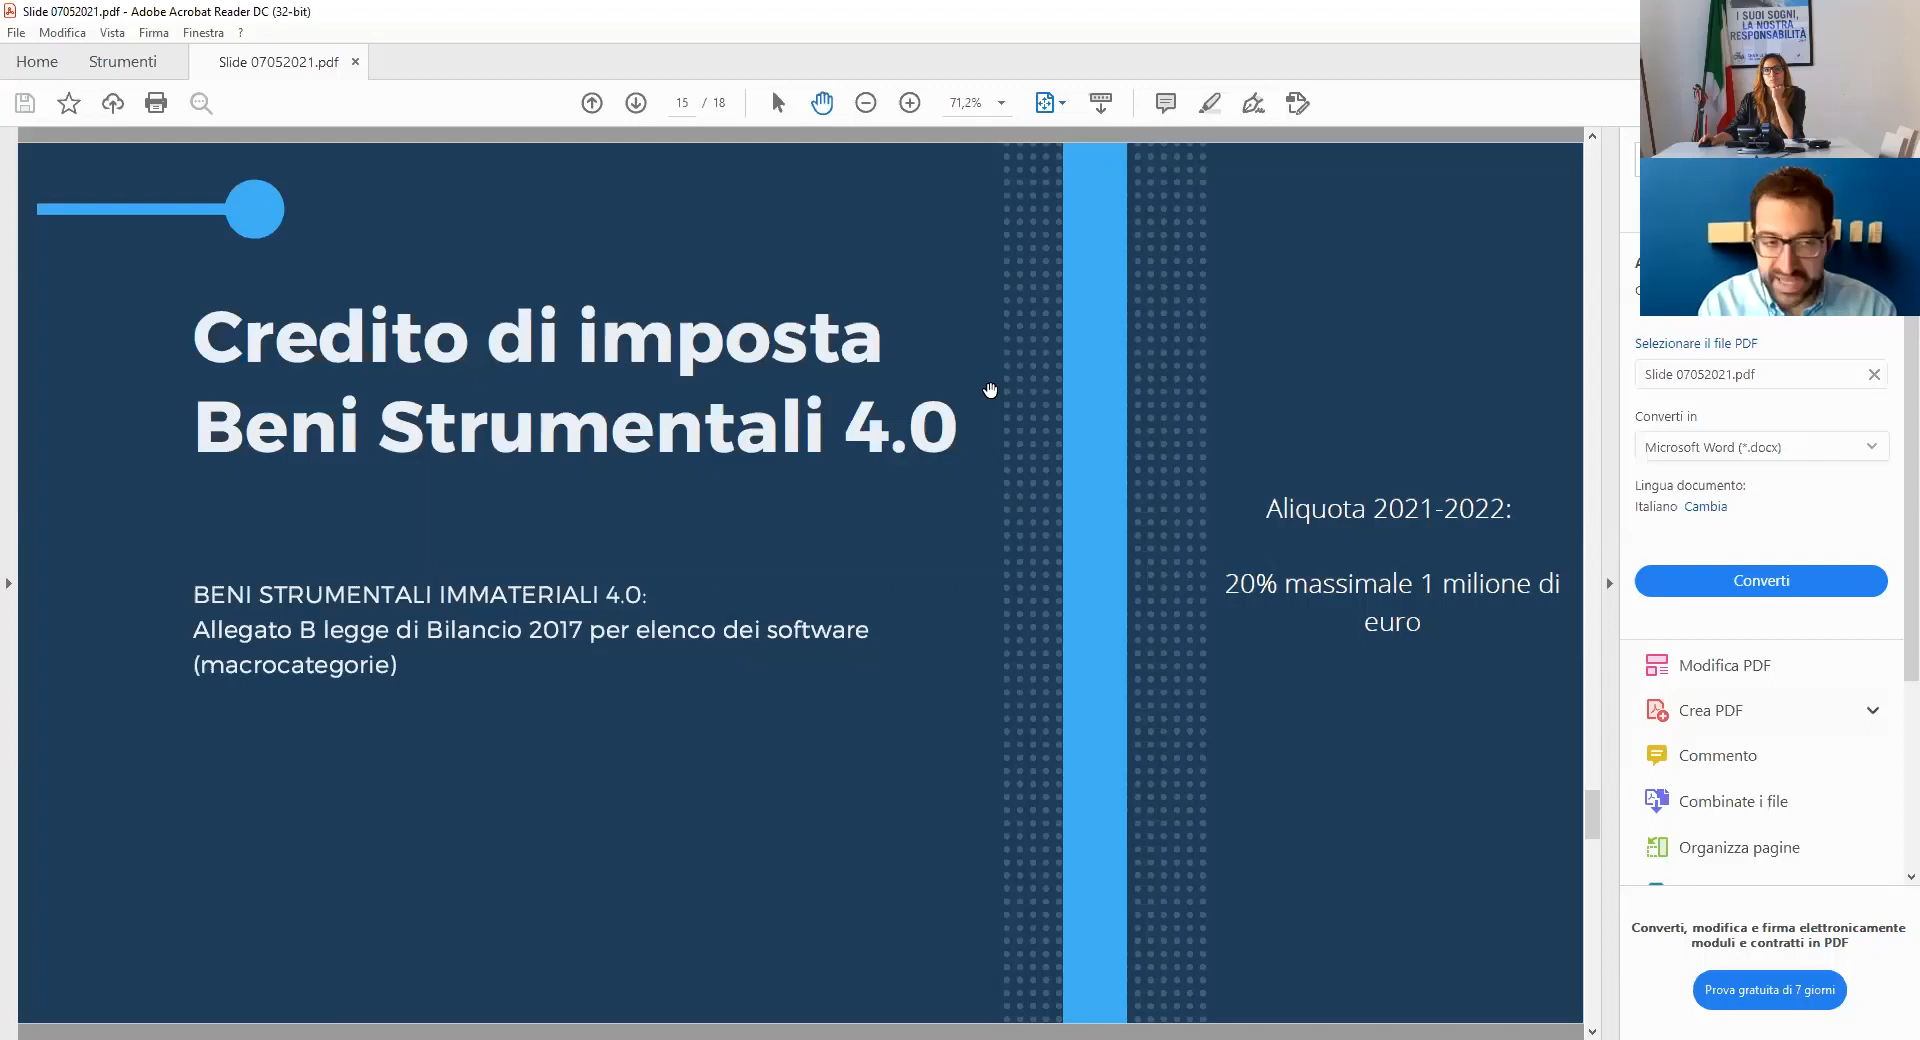 Slide 07052021.pdf - Adobe Acrobat Reader DC (32-bit)
File Modifica Vista Firma Finestra ?
Home Strumenti Slide 07052021.pdf ×
15 / 18 71,2%
I SUOI SOGNI,
LA NOSTRA
RESPONSABILITÀ
Credito di imposta
Beni Strumentali 4.0
BENI STRUMENTALI IMMATERIALI 4.0:
Allegato B legge di Bilancio 2017 per elenco dei software
(macrocategorie)
Aliquota 2021-2022:
20% massimale 1 milione di
euro
Selezionare il file PDF
Slide 07052021.pdf
Converti in
Microsoft Word (*.docx)
Lingua documento:
Italiano Cambia
Converti
Modifica PDF
Crea PDF
Commento
Combinate i file
Organizza pagine
Converti, modifica e firma elettronicamente
moduli e contratti in PDF
Prova gratuita di 7 giorni